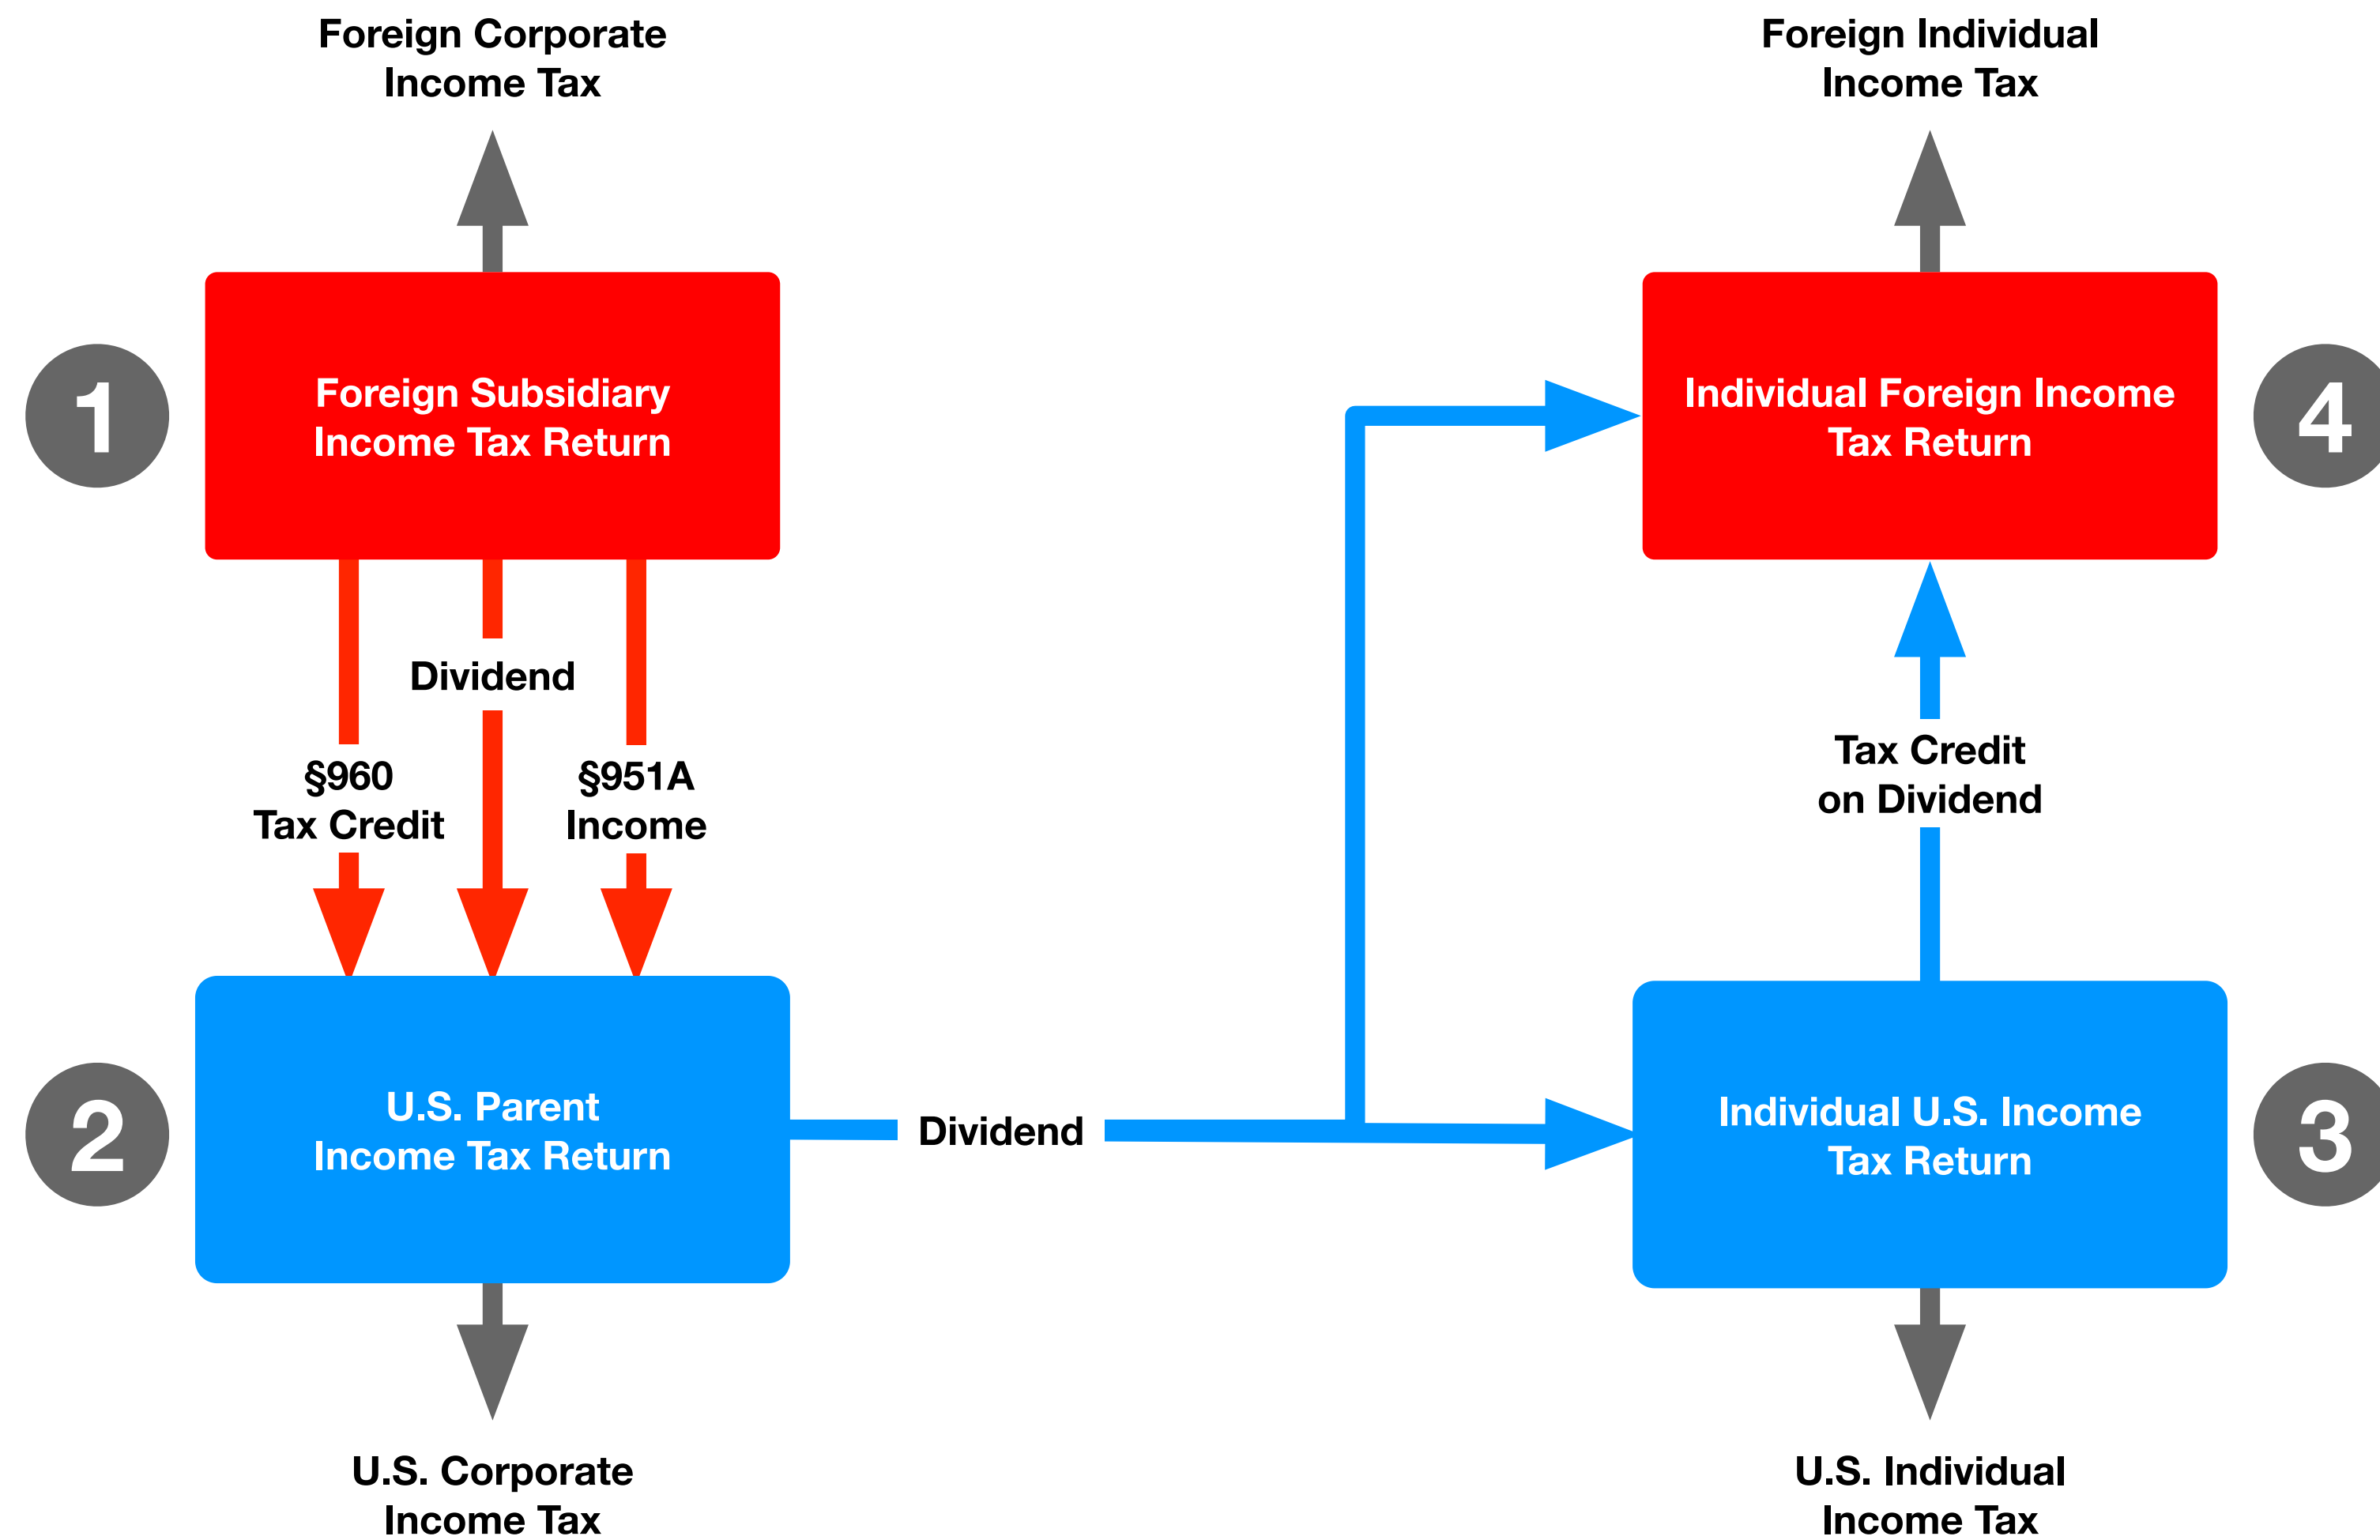 Foreign Corporate
Income Tax
Foreign Individual
Income Tax
1
Foreign Subsidiary
Income Tax Return
Individual Foreign Income
Tax Return
4
Dividend
§960
Tax Credit
§951A
Income
Tax Credit
on Dividend
2
U.S. Parent
Income Tax Return
Dividend
Individual U.S. Income
Tax Return
3
U.S. Corporate
Income Tax
U.S. Individual
Income Tax